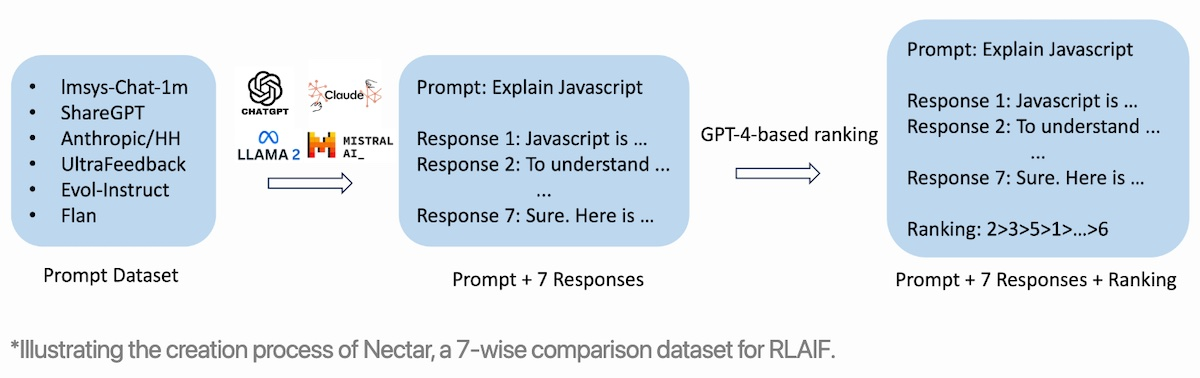 • lmsys-Chat-1m
• ShareGPT
• Anthropic/HH
• UltraFeedback
• Evol-Instruct
• Flan
Prompt Dataset
CHATGPT
Claude
LLAMA 2
MISTRAL
AI_
Prompt: Explain Javascript
Response 1: Javascript is ...
Response 2: To understand ...
...
Response 7: Sure. Here is ...
Prompt + 7 Responses
GPT-4-based ranking
Prompt: Explain Javascript
Response 1: Javascript is ...
Response 2: To understand ...
...
Response 7: Sure. Here is ...
Ranking: 2>3>5>1>...>6
Prompt + 7 Responses + Ranking
*Illustrating the creation process of Nectar, a 7-wise comparison dataset for RLAIF.